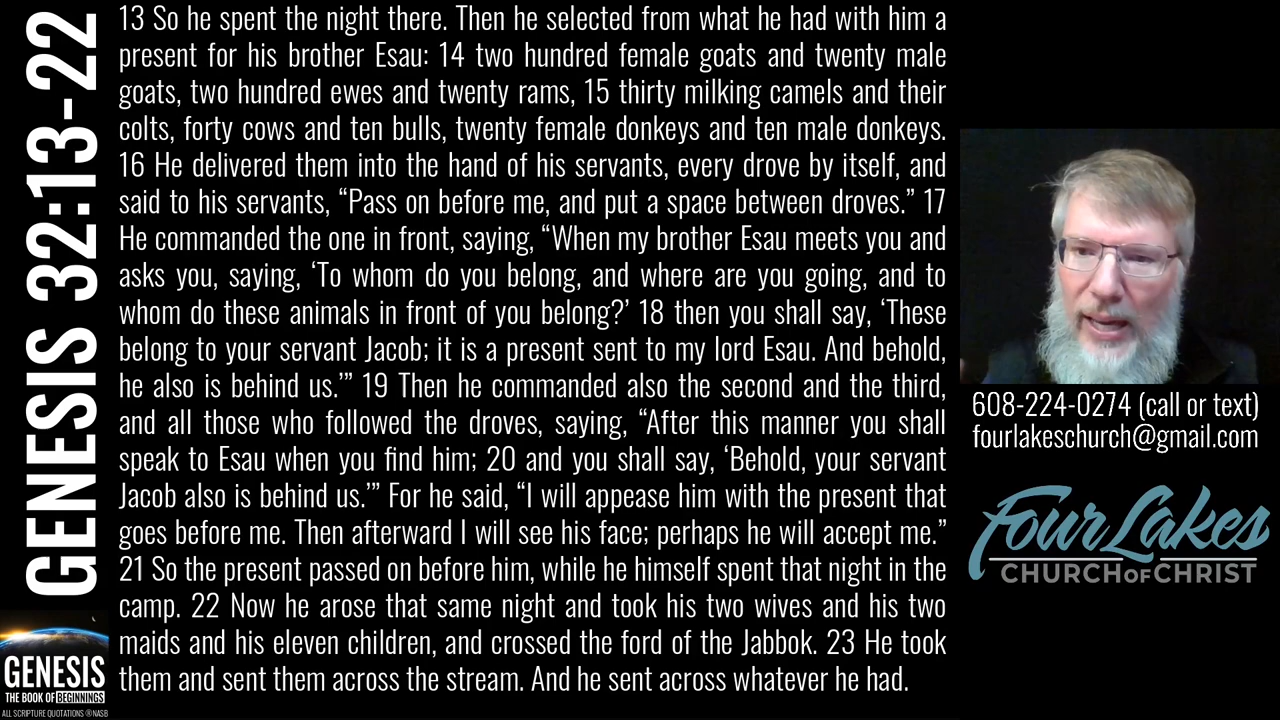 GENESIS 32:13-22
13 So he spent the night there. Then he selected from what he had with him a
present for his brother Esau: 14 two hundred female goats and twenty male
goats, two hundred ewes and twenty rams, 15 thirty milking camels and their
colts, forty cows and ten bulls, twenty female donkeys and ten male donkeys.
16 He delivered them into the hand of his servants, every drove by itself, and
said to his servants, “Pass on before me, and put a space between droves.” 17
He commanded the one in front, saying, “When my brother Esau meets you and
asks you, saying, ‘To whom do you belong, and where are you going, and to
whom do these animals in front of you belong?’ 18 then you shall say, ‘These
belong to your servant Jacob; it is a present sent to my lord Esau. And behold,
he also is behind us.’” 19 Then he commanded also the second and the third,
and all those who followed the droves, saying, “After this manner you shall
speak to Esau when you find him; 20 and you shall say, ‘Behold, your servant
Jacob also is behind us.’” For he said, “I will appease him with the present that
goes before me. Then afterward I will see his face; perhaps he will accept me.”
21 So the present passed on before him, while he himself spent that night in the
camp. 22 Now he arose that same night and took his two wives and his two
maids and his eleven children, and crossed the ford of the Jabbok. 23 He took
them and sent them across the stream. And he sent across whatever he had.
608-224-0274 (call or text)
fourlakeschurch@gmail.com
Four Lakes
CHURCH OF CHRIST
GENESIS
THE BOOK OF BEGINNINGS
ALL SCRIPTURE QUOTATIONS ®NASB